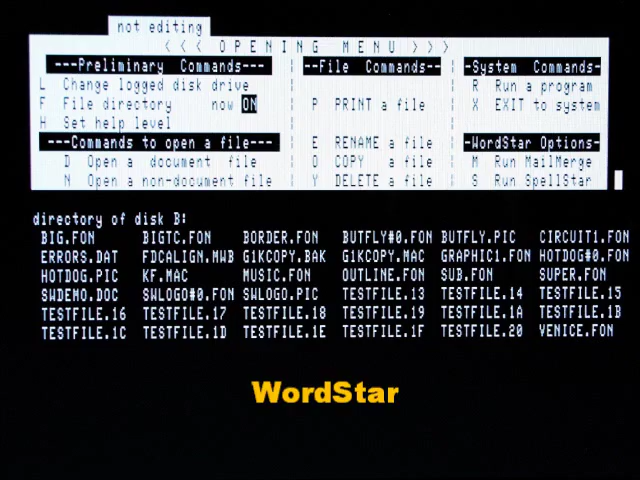 not editing
< < < O P E N I N G M E N U > > >
---Preliminary Commands--- | --File Commands-- | -System Commands-
L Change logged disk drive | | R Run a program
F File directory now ON | P PRINT a file | X EXIT to system
H Set help level | |
---Commands to open a file--- | E RENAME a file | -WordStar Options-
D Open a document file | O COPY a file | M Run MailMerge
N Open a non-document file | Y DELETE a file | S Run SpellStar
directory of disk B:
BIG.FON BIGTC.FON BORDER.FON BUTFLY#0.FON BUTFLY.PIC CIRCUIT1.FON
ERRORS.DAT FDCALIGN.MWB G1KCOPY.BAK G1KCOPY.MAC GRAPHIC1.FON HOTDOG#0.FON
HOTDOG.PIC KF.MAC MUSIC.FON OUTLINE.FON SUB.FON SUPER.FON
SWDEMO.DOC SWLOGO#0.FON SWLOGO.PIC TESTFILE.13 TESTFILE.14 TESTFILE.15
TESTFILE.16 TESTFILE.17 TESTFILE.18 TESTFILE.19 TESTFILE.1A TESTFILE.1B
TESTFILE.1C TESTFILE.1D TESTFILE.1E TESTFILE.1F TESTFILE.20 VENICE.FON
WordStar